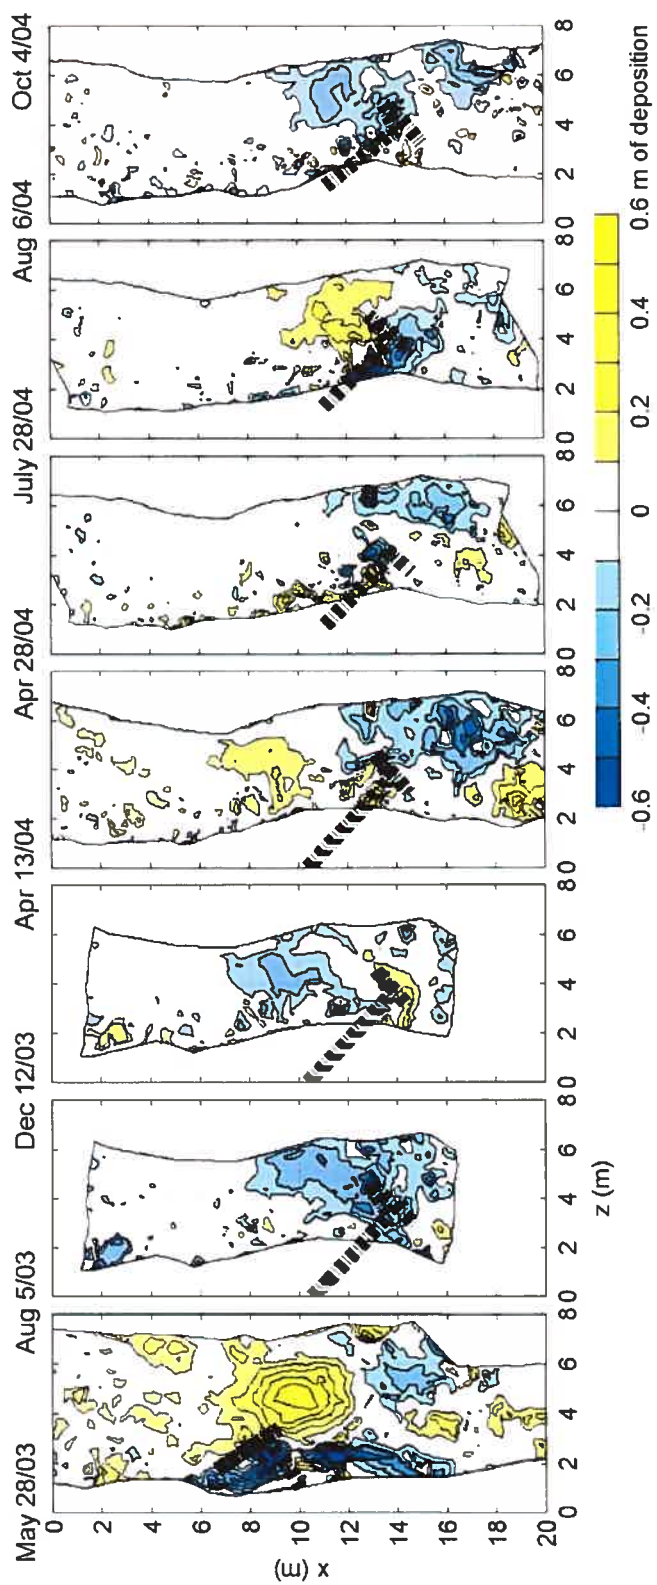 May 28/03 Aug 5/03 Dec 12/03 Apr 13/04 Apr 28/04 July 28/04 Aug 6/04 Oct 4/04
0
2
4
6
8
10
12
14
16
18
20
x (m)
0 2 4 6 8 0 2 4 6 8 0 2 4 6 8 0 2 4 6 8 0 2 4 6 8 0 2 4 6 8 0 2 4 6 8
z (m)
-0.6 -0.4 -0.2 0 0.2 0.4 0.6 m of deposition